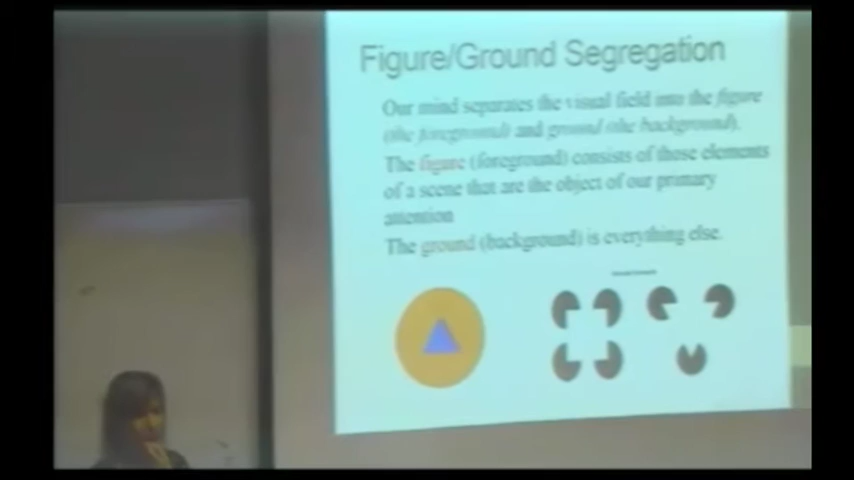 Figure/Ground Segregation
Our mind separates the visual field into the figure
(the foreground) and ground (the background).
The figure (foreground) consists of those elements
of a scene that are the object of our primary
attention
The ground (background) is everything else.